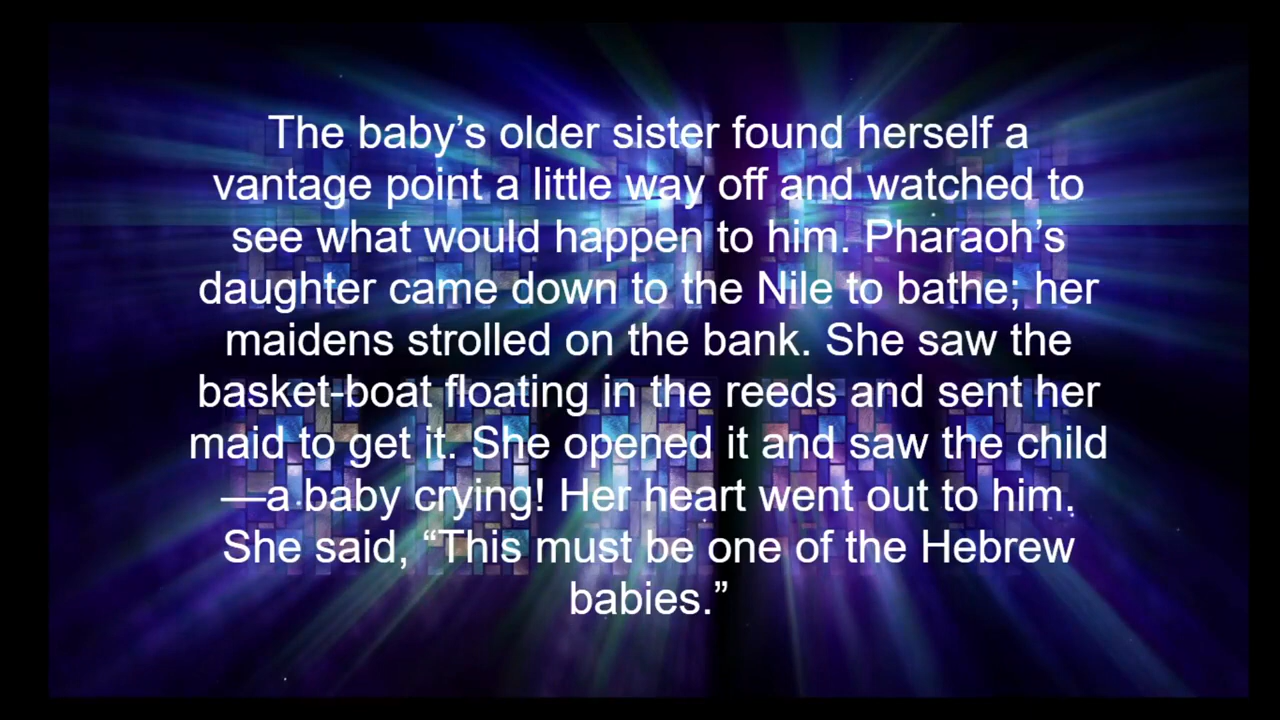 The baby’s older sister found herself a
vantage point a little way off and watched to
see what would happen to him. Pharaoh’s
daughter came down to the Nile to bathe; her
maidens strolled on the bank. She saw the
basket-boat floating in the reeds and sent her
maid to get it. She opened it and saw the child
—a baby crying! Her heart went out to him.
She said, “This must be one of the Hebrew
babies.”